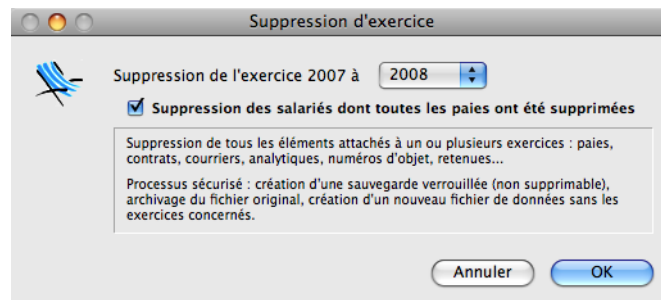 Suppression d'exercice
Suppression de l'exercice 2007 à 2008
Suppression des salariés dont toutes les paies ont été supprimées
Suppression de tous les éléments attachés à un ou plusieurs exercices : paies,
contrats, courriers, analytiques, numéros d'objet, retenues...
Processus sécurisé : création d'une sauvegarde verrouillée (non supprimable),
archivage du fichier original, création d'un nouveau fichier de données sans les
exercices concernés.
Annuler OK